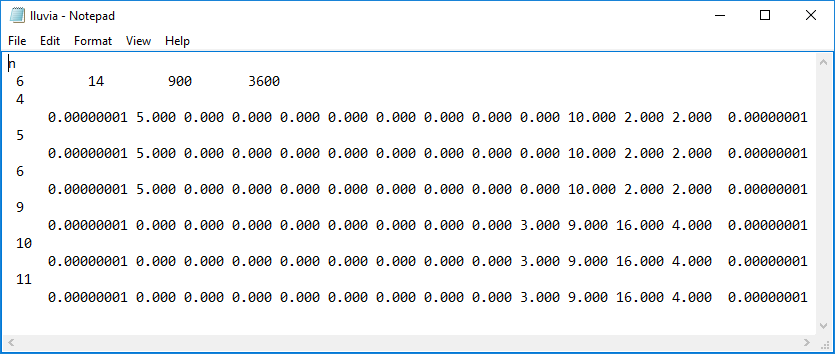 lluvia - Notepad
File Edit Format View Help
n
6 14 900 3600
4
0.00000001 5.000 0.000 0.000 0.000 0.000 0.000 0.000 0.000 0.000 10.000 2.000 2.000 0.00000001
5
0.00000001 5.000 0.000 0.000 0.000 0.000 0.000 0.000 0.000 0.000 10.000 2.000 2.000 0.00000001
6
0.00000001 5.000 0.000 0.000 0.000 0.000 0.000 0.000 0.000 0.000 10.000 2.000 2.000 0.00000001
9
0.00000001 0.000 0.000 0.000 0.000 0.000 0.000 0.000 0.000 3.000 9.000 16.000 4.000 0.00000001
10
0.00000001 0.000 0.000 0.000 0.000 0.000 0.000 0.000 0.000 3.000 9.000 16.000 4.000 0.00000001
11
0.00000001 0.000 0.000 0.000 0.000 0.000 0.000 0.000 0.000 3.000 9.000 16.000 4.000 0.00000001